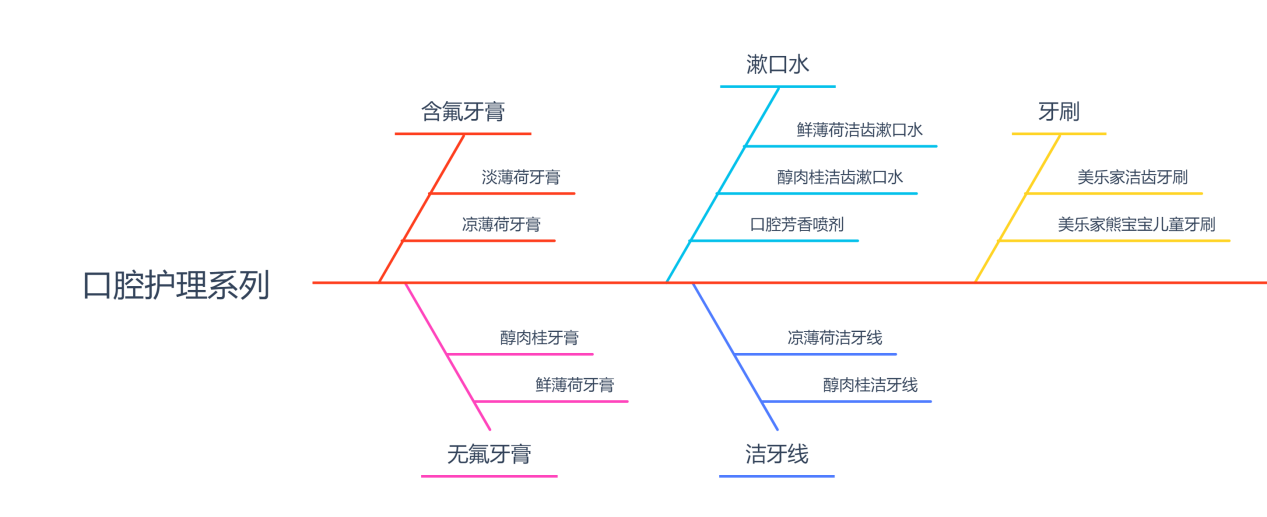 口腔护理系列
含氟牙膏
淡薄荷牙膏
凉薄荷牙膏
漱口水
鲜薄荷洁齿漱口水
醇肉桂洁齿漱口水
口腔芳香喷剂
牙刷
美乐家洁齿牙刷
美乐家熊宝宝儿童牙刷
醇肉桂牙膏
鲜薄荷牙膏
无氟牙膏
凉薄荷洁牙线
醇肉桂洁牙线
洁牙线